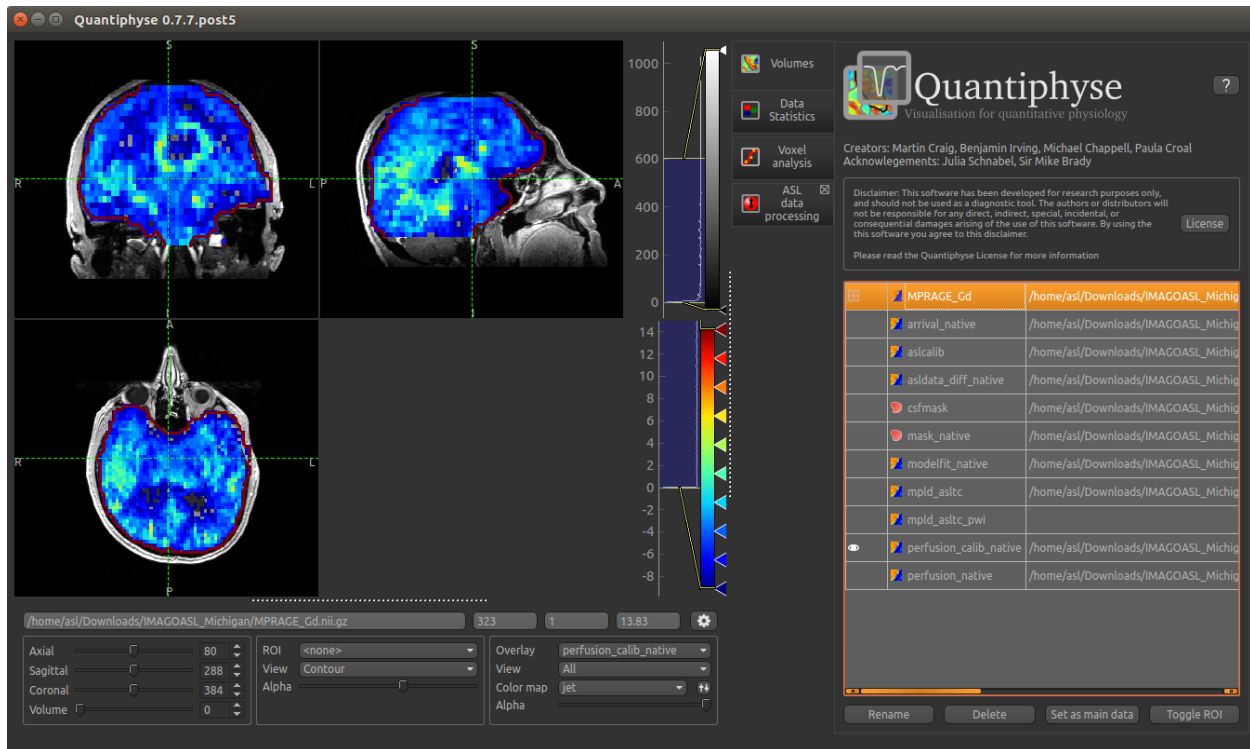 Quantiphyse 0.7.7.post5
S
R
L
I
S
P
A
I
A
R
L
P
1000
800
600
400
200
0
14
12
10
8
6
4
2
0
-2
-4
-6
-8
Volumes
Data
Statistics
Voxel
analysis
ASL
data
processing
Quantiphyse
Visualisation for quantitative physiology
?
Creators: Martin Craig, Benjamin Irving, Michael Chappell, Paula Croal
Acknowlegements: Julia Schnabel, Sir Mike Brady
Disclaimer: This software has been developed for research purposes only,
and should not be used as a diagnostic tool. The authors or distributors will
not be responsible for any direct, indirect, special, incidental, or
consequential damages arising of the use of this software. By using the
this software you agree to this disclaimer.
Please read the Quantiphyse License for more information
License
MPRAGE_Gd /home/asl/Downloads/IMAGOASL_Michig
arrival_native /home/asl/Downloads/IMAGOASL_Michig
aslcalib /home/asl/Downloads/IMAGOASL_Michig
asldata_diff_native /home/asl/Downloads/IMAGOASL_Michig
csfmask /home/asl/Downloads/IMAGOASL_Michig
mask_native /home/asl/Downloads/IMAGOASL_Michig
modelfit_native /home/asl/Downloads/IMAGOASL_Michig
mpld_asltc /home/asl/Downloads/IMAGOASL_Michig
mpld_asltc_pwi
perfusion_calib_native /home/asl/Downloads/IMAGOASL_Michig
perfusion_native /home/asl/Downloads/IMAGOASL_Michig
Rename Delete Set as main data Toggle ROI
/home/asl/Downloads/IMAGOASL_Michigan/MPRAGE_Gd.nii.gz 323 1 13.83
Axial 80
Sagittal 288
Coronal 384
Volume 0
ROI <none>
View Contour
Alpha
Overlay perfusion_calib_native
View All
Color map jet
Alpha